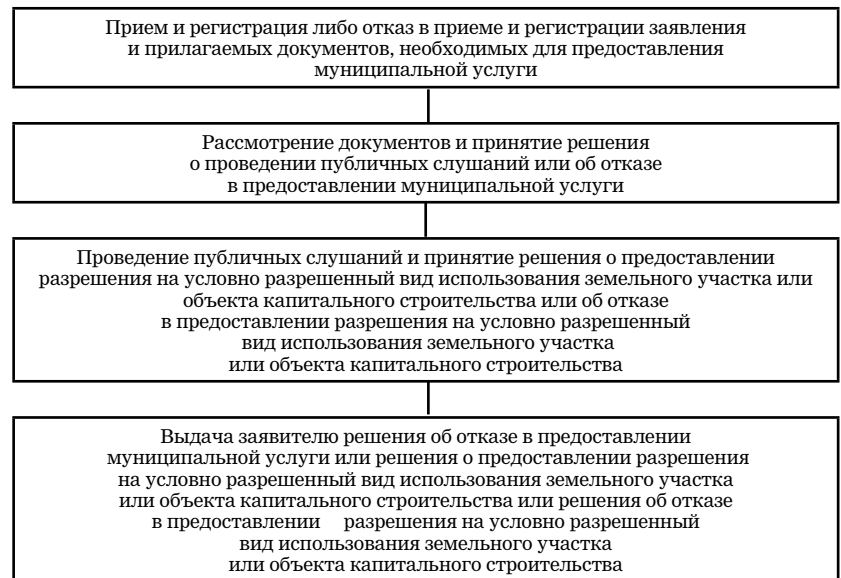 Прием и регистрация либо отказ в приеме и регистрации заявления
и прилагаемых документов, необходимых для предоставления
муниципальной услуги
Рассмотрение документов и принятие решения
о проведении публичных слушаний или об отказе
в предоставлении муниципальной услуги
Проведение публичных слушаний и принятие решения о предоставлении
разрешения на условно разрешенный вид использования земельного участка или
объекта капитального строительства или об отказе
в предоставлении разрешения на условно разрешенный
вид использования земельного участка
или объекта капитального строительства
Выдача заявителю решения об отказе в предоставлении
муниципальной услуги или решения о предоставлении разрешения
на условно разрешенный вид использования земельного участка
или объекта капитального строительства или решения об отказе
в предоставлении разрешения на условно разрешенный
вид использования земельного участка
или объекта капитального строительства